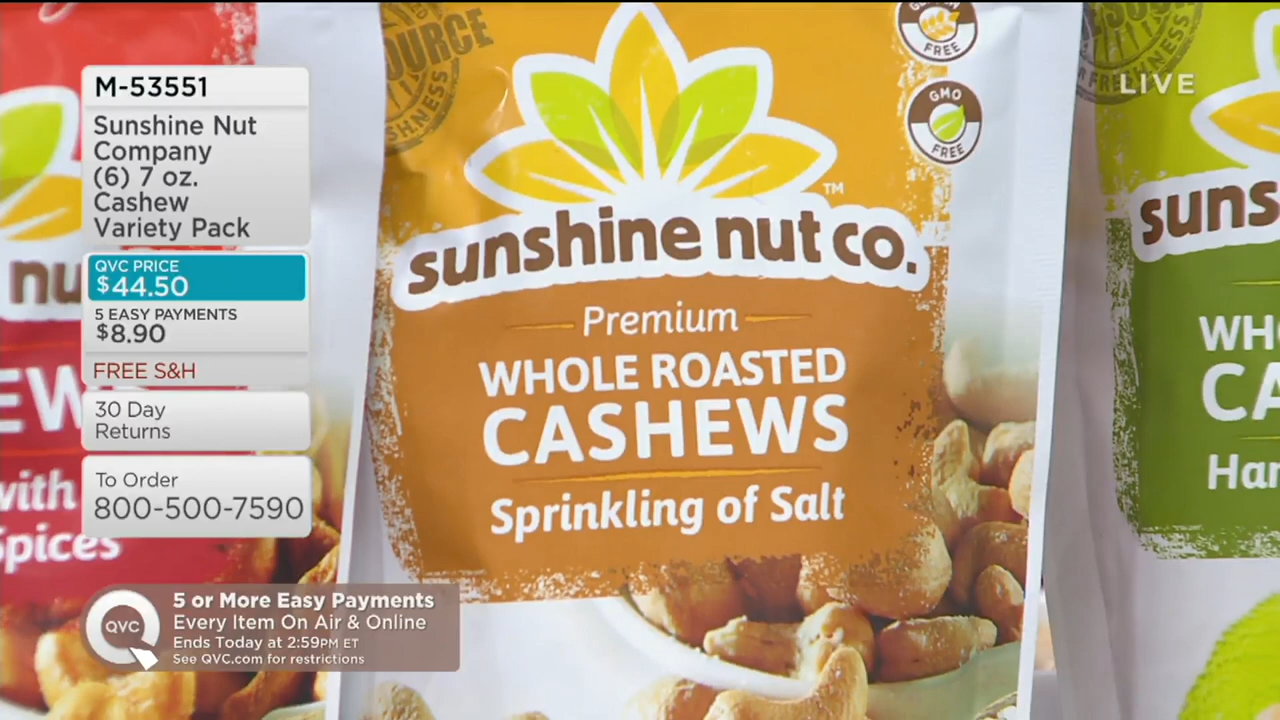 M-53551
Sunshine Nut
Company
(6) 7 oz.
Cashew
Variety Pack
QVC PRICE
$44.50
5 EASY PAYMENTS
$8.90
FREE S&H
30 Day
Returns
To Order
800-500-7590
QVC
5 or More Easy Payments
Every Item On Air & Online
Ends Today at 2:59PM ET
See QVC.com for restrictions
LIVE
nu
EW
with
Spices
FREE
GMO
FREE
sunshine nut co.™
Premium
WHOLE ROASTED
CASHEWS
Sprinkling of Salt
suns
WH
CA
Har